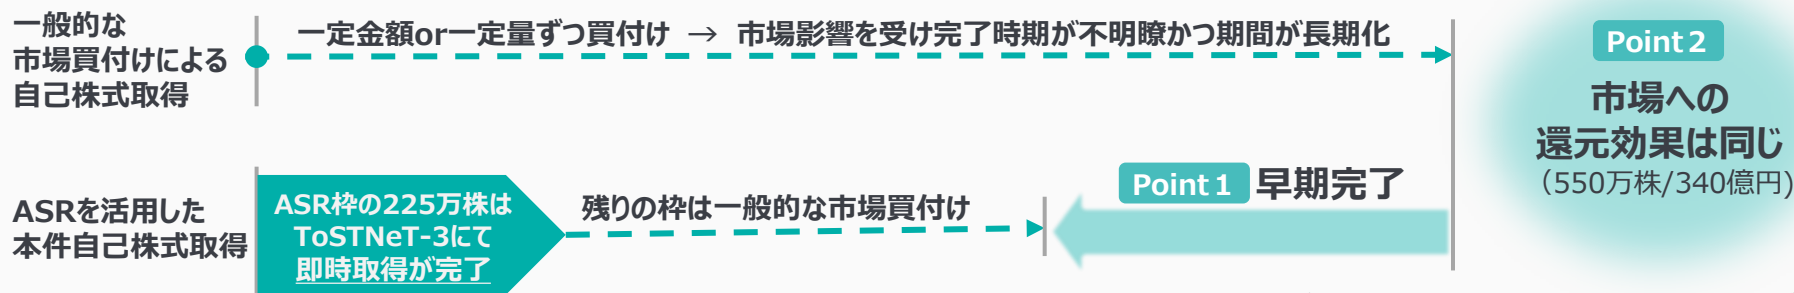 一般的な
市場買付けによる
自己株式取得
一定金額or一定量ずつ買付け → 市場影響を受け完了時期が不明瞭かつ期間が長期化
ASRを活用した
本件自己株式取得
ASR枠の225万株は
ToSTNeT-3にて
即時取得が完了
残りの枠は一般的な市場買付け
Point１ 早期完了
Point２
市場への
還元効果は同じ
（550万株/340億円)